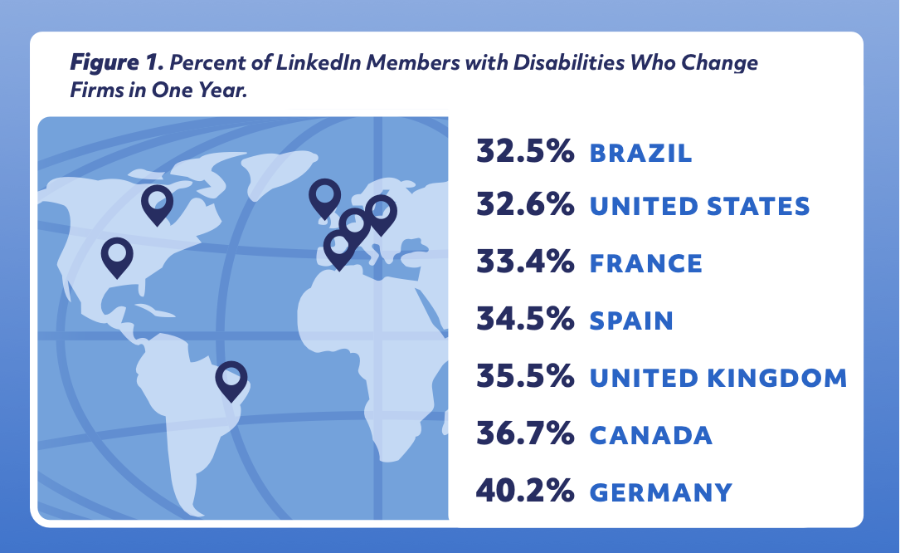 Figure 1. Percent of LinkedIn Members with Disabilities Who Change
Firms in One Year.
32.5% BRAZIL
32.6% UNITED STATES
33.4% FRANCE
34.5% SPAIN
35.5% UNITED KINGDOM
36.7% CANADA
40.2% GERMANY